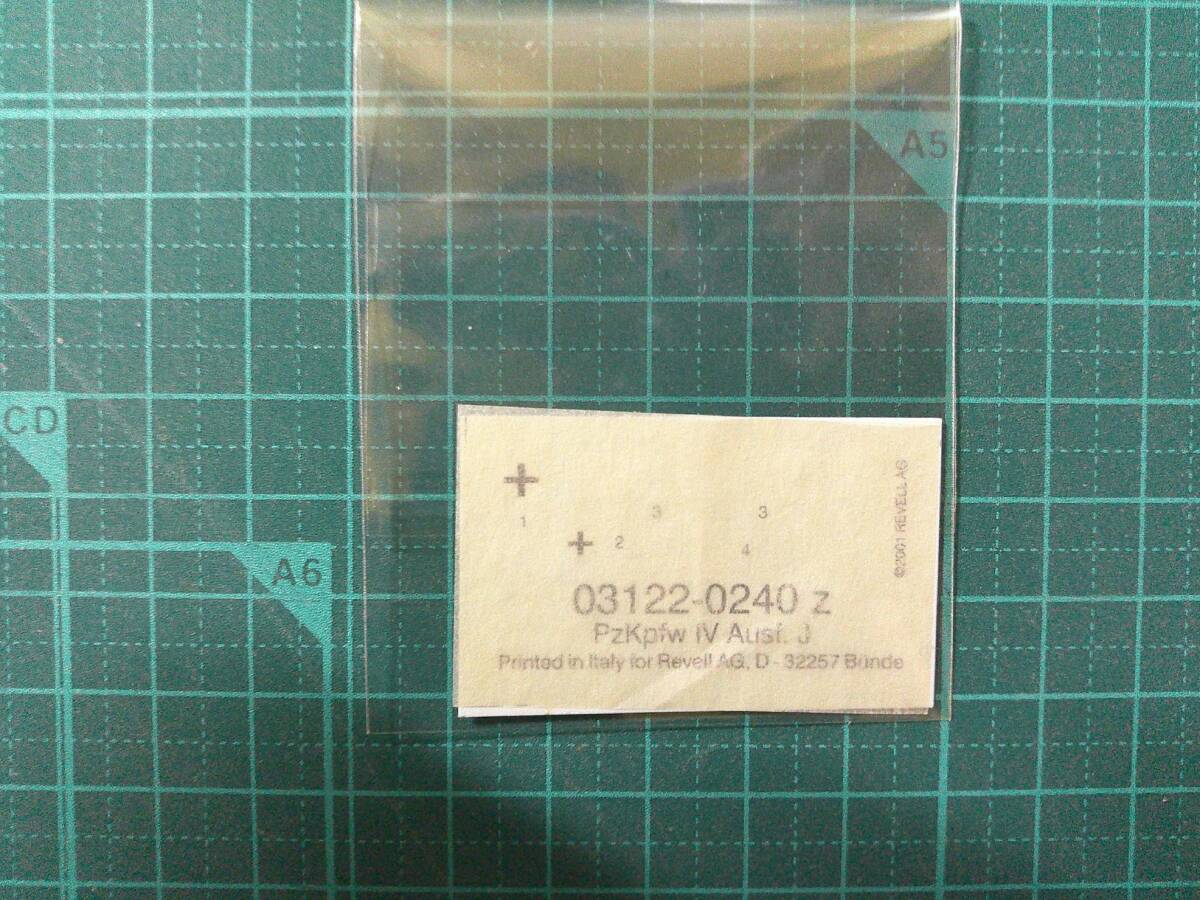 A5
CD
A6
1
3
3
2
4
©2001 REVELL AG
03122-0240 z
PzKpfw IV Ausf. J
Printed in Italy for Revell AG, D - 32257 Bünde